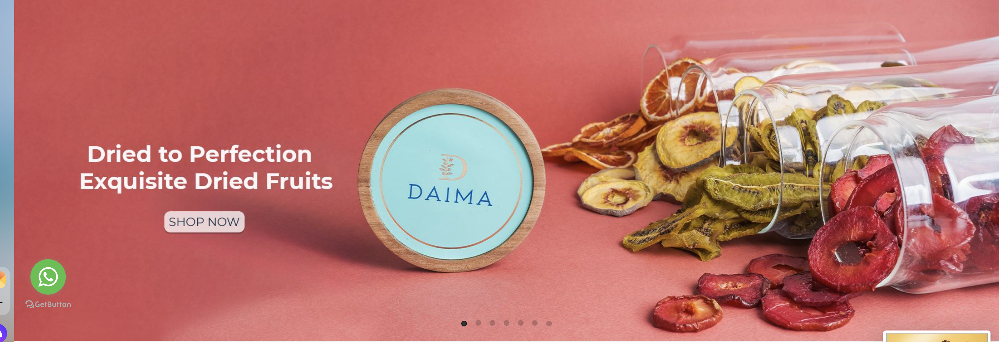 Dried to Perfection
Exquisite Dried Fruits
SHOP NOW
D
DAIMA
GetButton